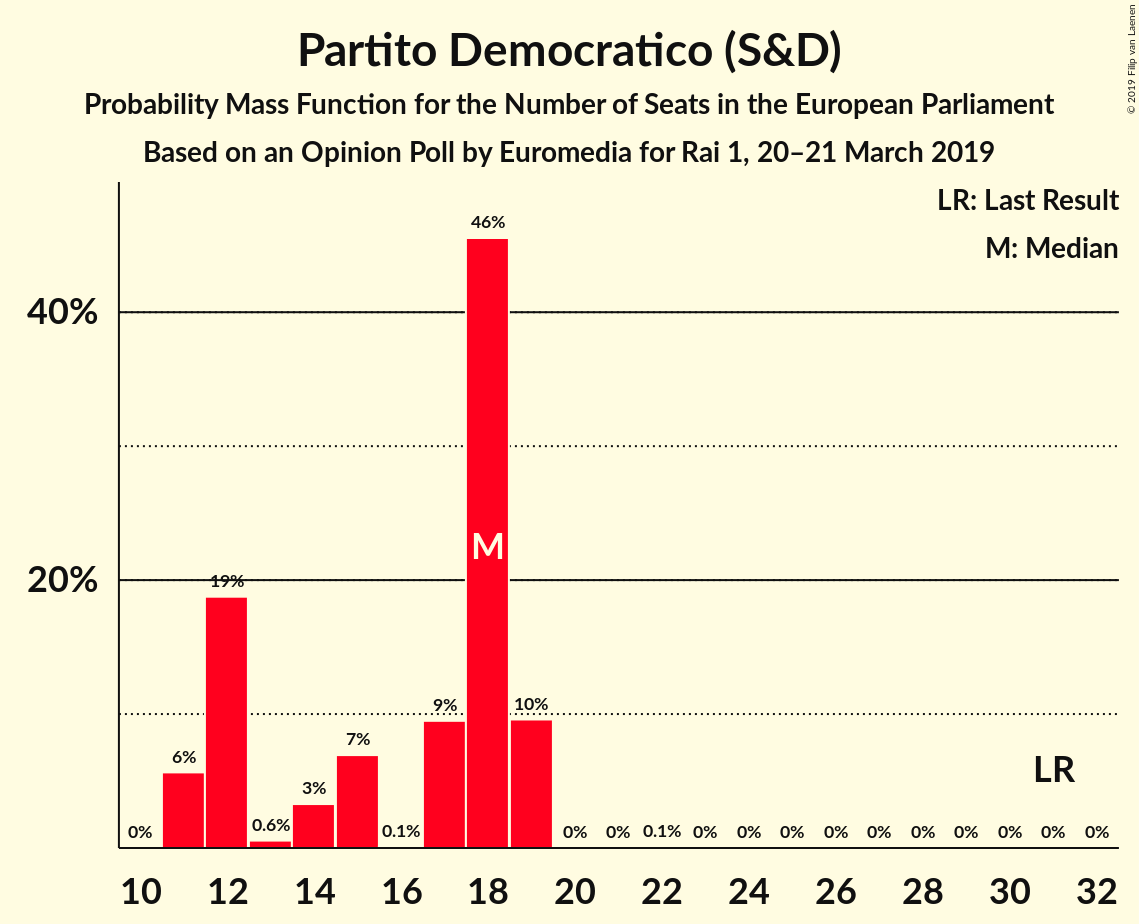 Partito Democratico (S&D)
Probability Mass Function for the Number of Seats in the European Parliament
Based on an Opinion Poll by Euromedia for Rai 1, 20–21 March 2019
© 2019 Filip van Laenen
LR: Last Result
M: Median
46%
40%
M
20%
19%
10%
9%
7%
6%
LR
3%
0% 0.6% 0.1% 0% 0% 0.1% 0% 0% 0% 0% 0% 0% 0% 0% 0% 0%
10 12 14 16 18 20 22 24 26 28 30 32